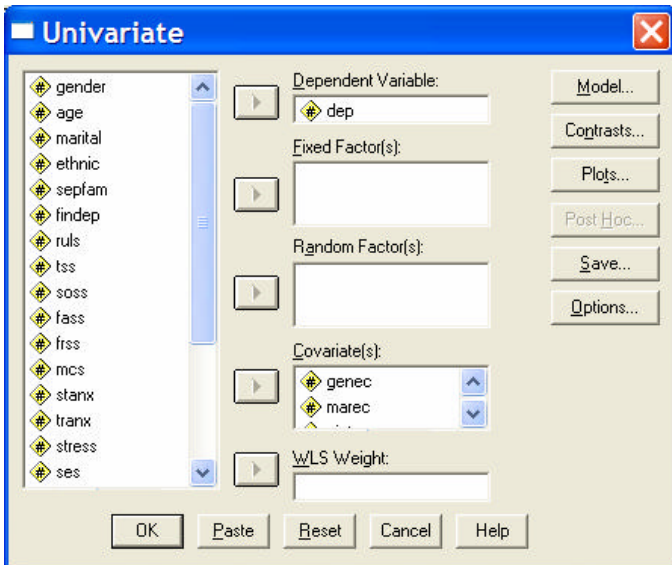 Univariate
gender
age
marital
ethnic
sepfam
findep
ruls
tss
soss
fass
frss
mcs
stanx
tranx
stress
ses
Dependent Variable:
dep
Fixed Factor(s):
Random Factor(s):
Covariate(s):
genec
marec
WLS Weight:
Model...
Contrasts...
Plots...
Post Hoc...
Save...
Options...
OK
Paste
Reset
Cancel
Help